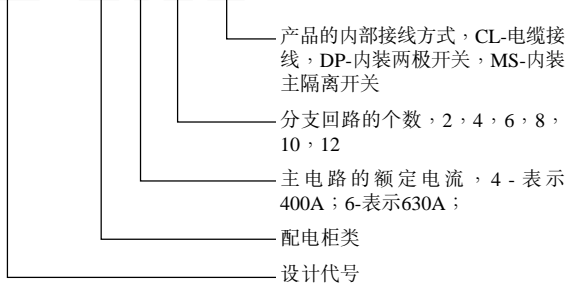 产品的内部接线方式，CL-电缆接
线，DP-内装两极开关，MS-内装
主隔离开关
分支回路的个数，2，4，6，8，
10，12
主电路的额定电流，4-表示
400A；6-表示630A；
配电柜类
设计代号